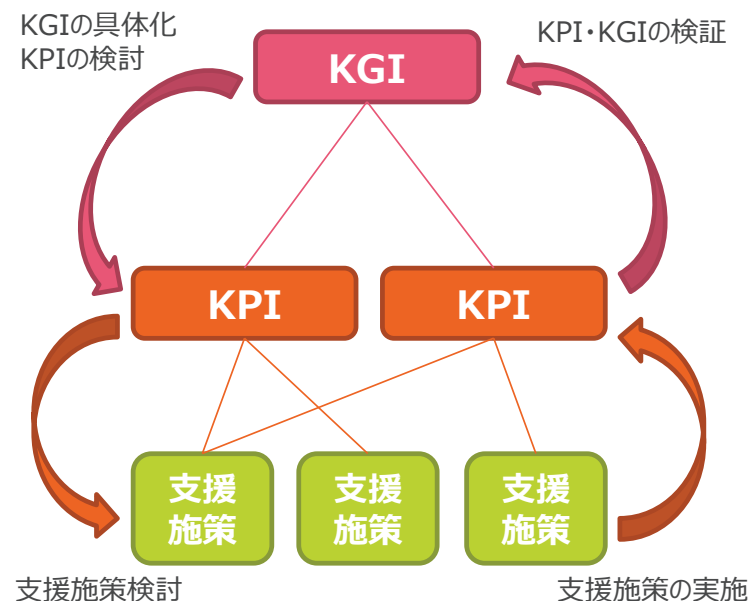 KGIの具体化
KPIの検討
KPI・KGIの検証
KGI
KPI
KPI
支援
施策
支援
施策
支援
施策
支援施策検討
支援施策の実施